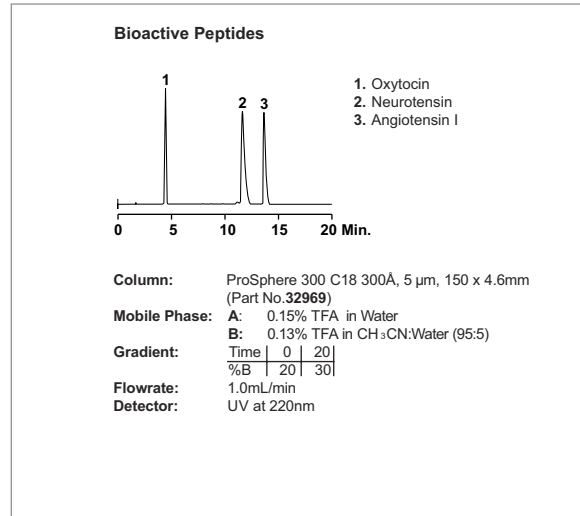 Bioactive Peptides
1
2 3
1. Oxytocin
2. Neurotensin
3. Angiotensin I
0 5 10 15 20 Min.
Column: ProSphere 300 C18 300Å, 5 µm, 150 x 4.6mm
(Part No.32969)
Mobile Phase: A: 0.15% TFA in Water
B: 0.13% TFA in CH3CN:Water (95:5)
Gradient: Time 0 20
%B 20 30
Flowrate: 1.0mL/min
Detector: UV at 220nm